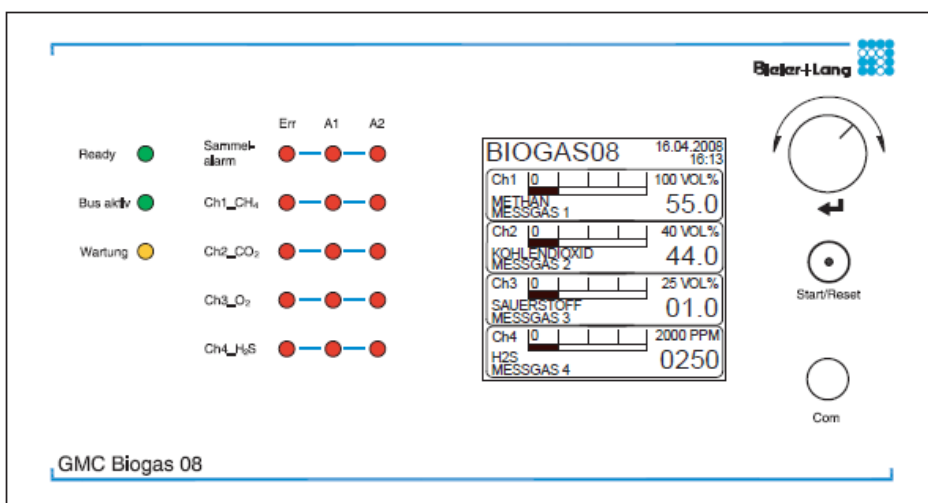 Bieler+Lang
Err A1 A2
Ready
Sammel-
alarm
Bus aktiv
Ch1_CH₄
Wartung
Ch2_CO₂
Ch3_O₂
Ch4_H₂S
BIOGAS08
16.04.2008
16:13
Ch1 0 100 VOL%
METHAN 55.0
MESSGAS 1
Ch2 0 40 VOL%
KOHLENDIOXID 44.0
MESSGAS 2
Ch3 0 25 VOL%
SAUERSTOFF 01.0
MESSGAS 3
Ch4 0 2000 PPM
H2S 0250
MESSGAS 4
Start/Reset
Com
GMC Biogas 08